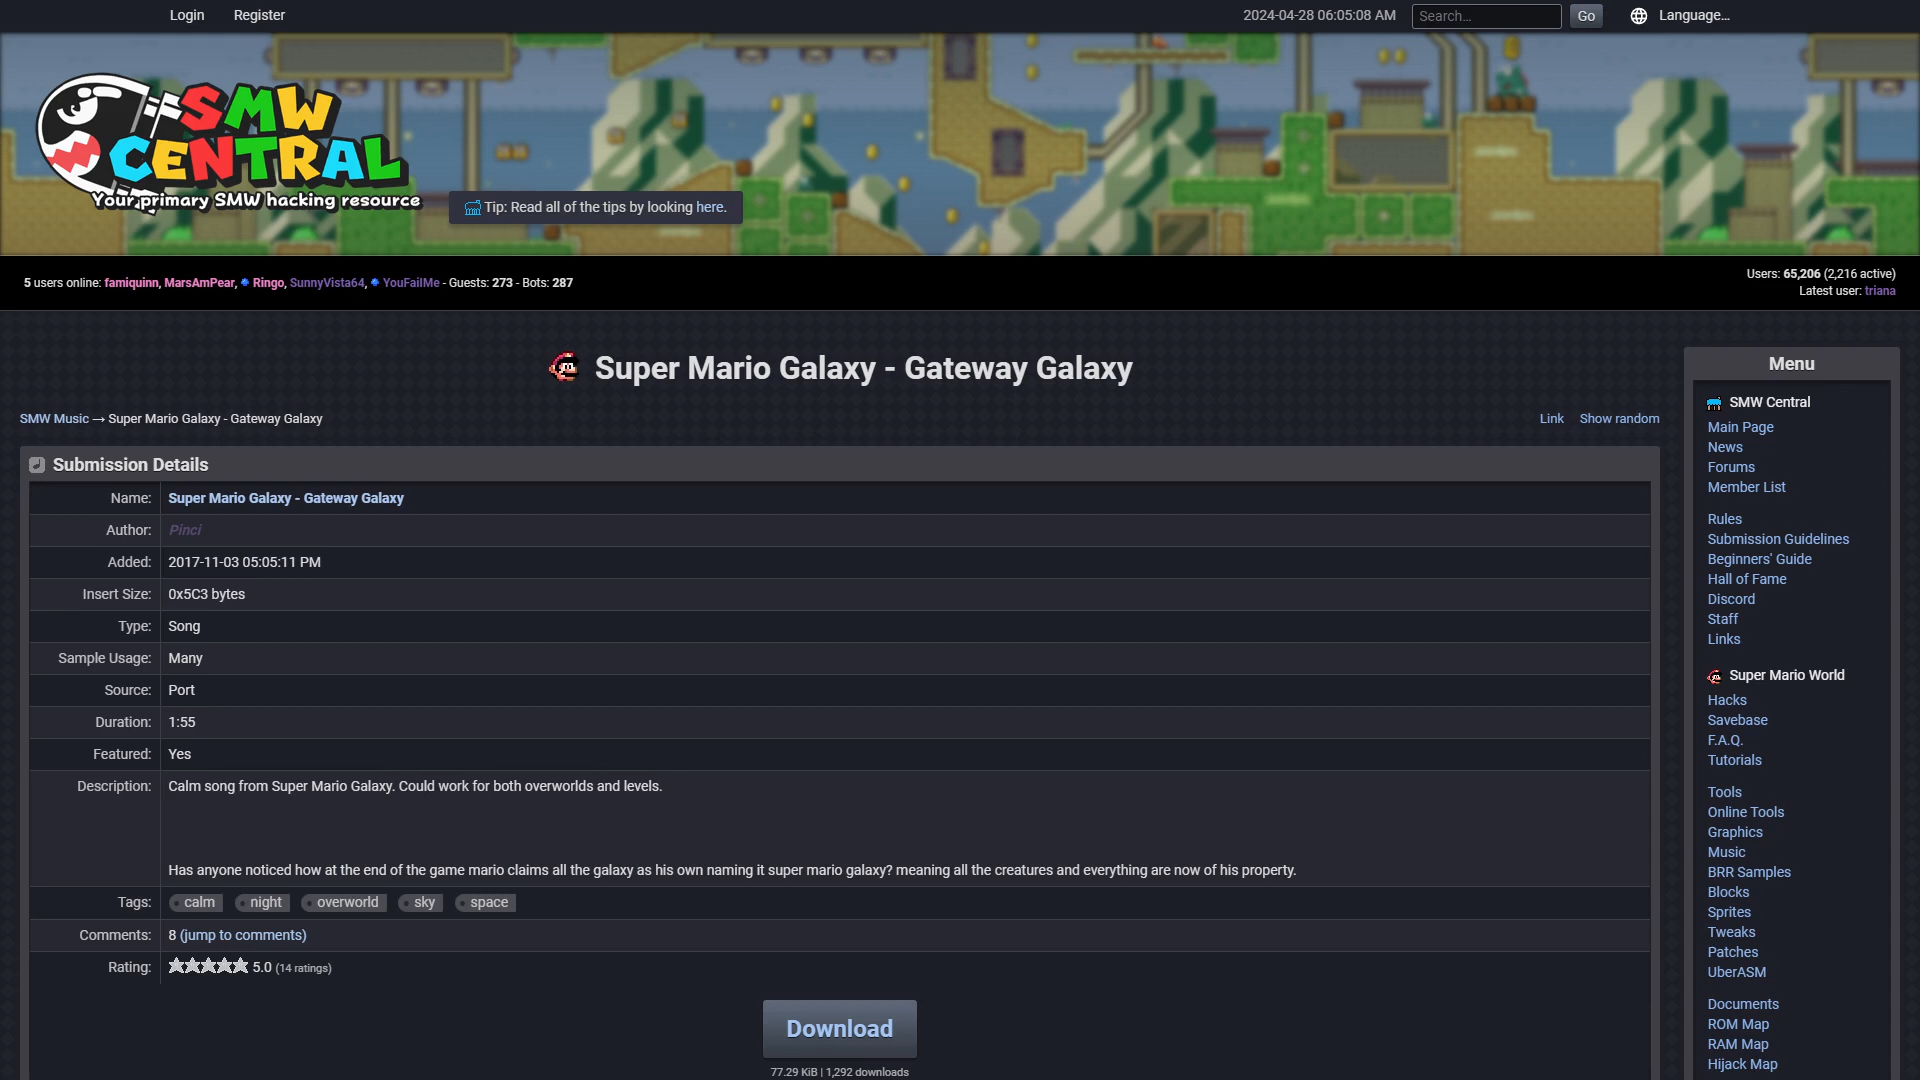 Login Register 2024-04-28 06:05:08 AM Search... Go Language...
SMW
CENTRAL
Your primary SMW hacking resource
Tip: Read all of the tips by looking here.
5 users online: famiquinn, MarsAmPear, Ringo, SunnyVista64, YouFailMe - Guests: 273 - Bots: 287
Users: 65,206 (2,216 active)
Latest user: triana
Super Mario Galaxy - Gateway Galaxy
SMW Music → Super Mario Galaxy - Gateway Galaxy
Link Show random
Submission Details
Name: Super Mario Galaxy - Gateway Galaxy
Author: Pinci
Added: 2017-11-03 05:05:11 PM
Insert Size: 0x5C3 bytes
Type: Song
Sample Usage: Many
Source: Port
Duration: 1:55
Featured: Yes
Description: Calm song from Super Mario Galaxy. Could work for both overworlds and levels.
Has anyone noticed how at the end of the game mario claims all the galaxy as his own naming it super mario galaxy? meaning all the creatures and everything are now of his property.
Tags: calm night overworld sky space
Comments: 8 (jump to comments)
Rating: 5.0 (14 ratings)
Download
77.29 KiB | 1,292 downloads
Menu
SMW Central
Main Page
News
Forums
Member List
Rules
Submission Guidelines
Beginners' Guide
Hall of Fame
Discord
Staff
Links
Super Mario World
Hacks
Savebase
F.A.Q.
Tutorials
Tools
Online Tools
Graphics
Music
BRR Samples
Blocks
Sprites
Tweaks
Patches
UberASM
Documents
ROM Map
RAM Map
Hijack Map